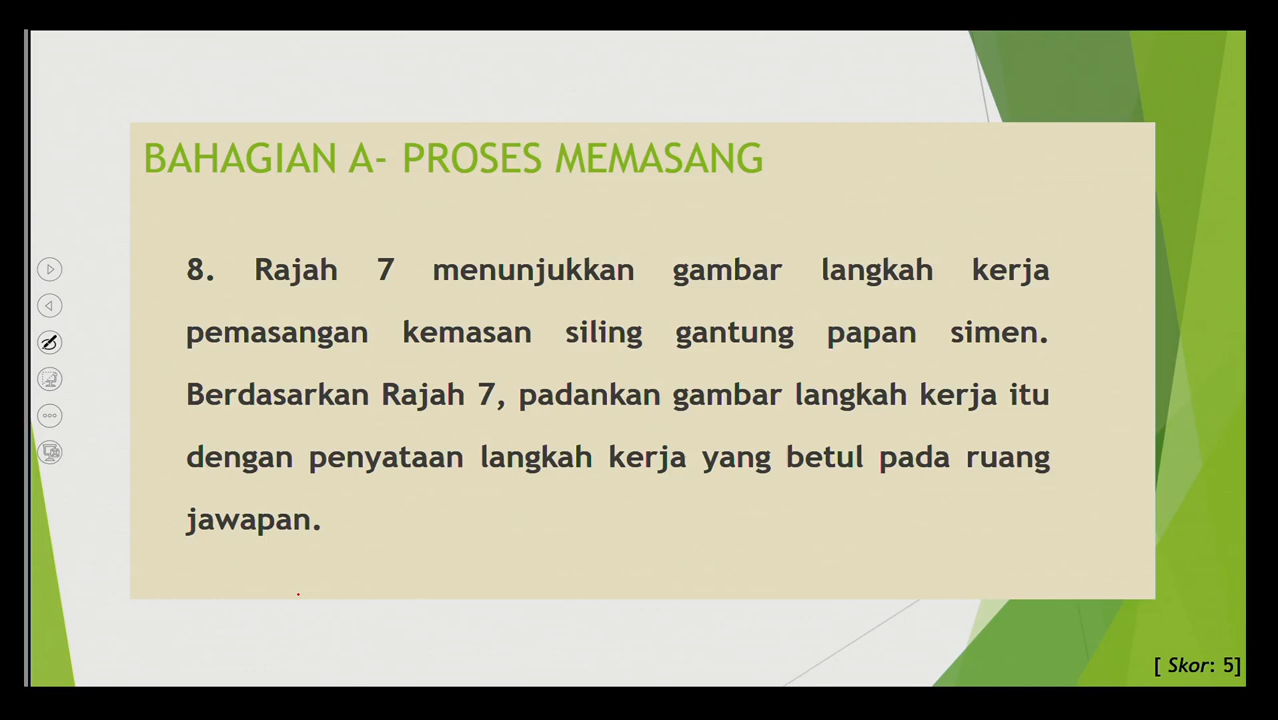 BAHAGIAN A- PROSES MEMASANG
8. Rajah 7 menunjukkan gambar langkah kerja
pemasangan kemasan siling gantung papan simen.
Berdasarkan Rajah 7, padankan gambar langkah kerja itu
dengan penyataan langkah kerja yang betul pada ruang
jawapan.
[ Skor: 5]